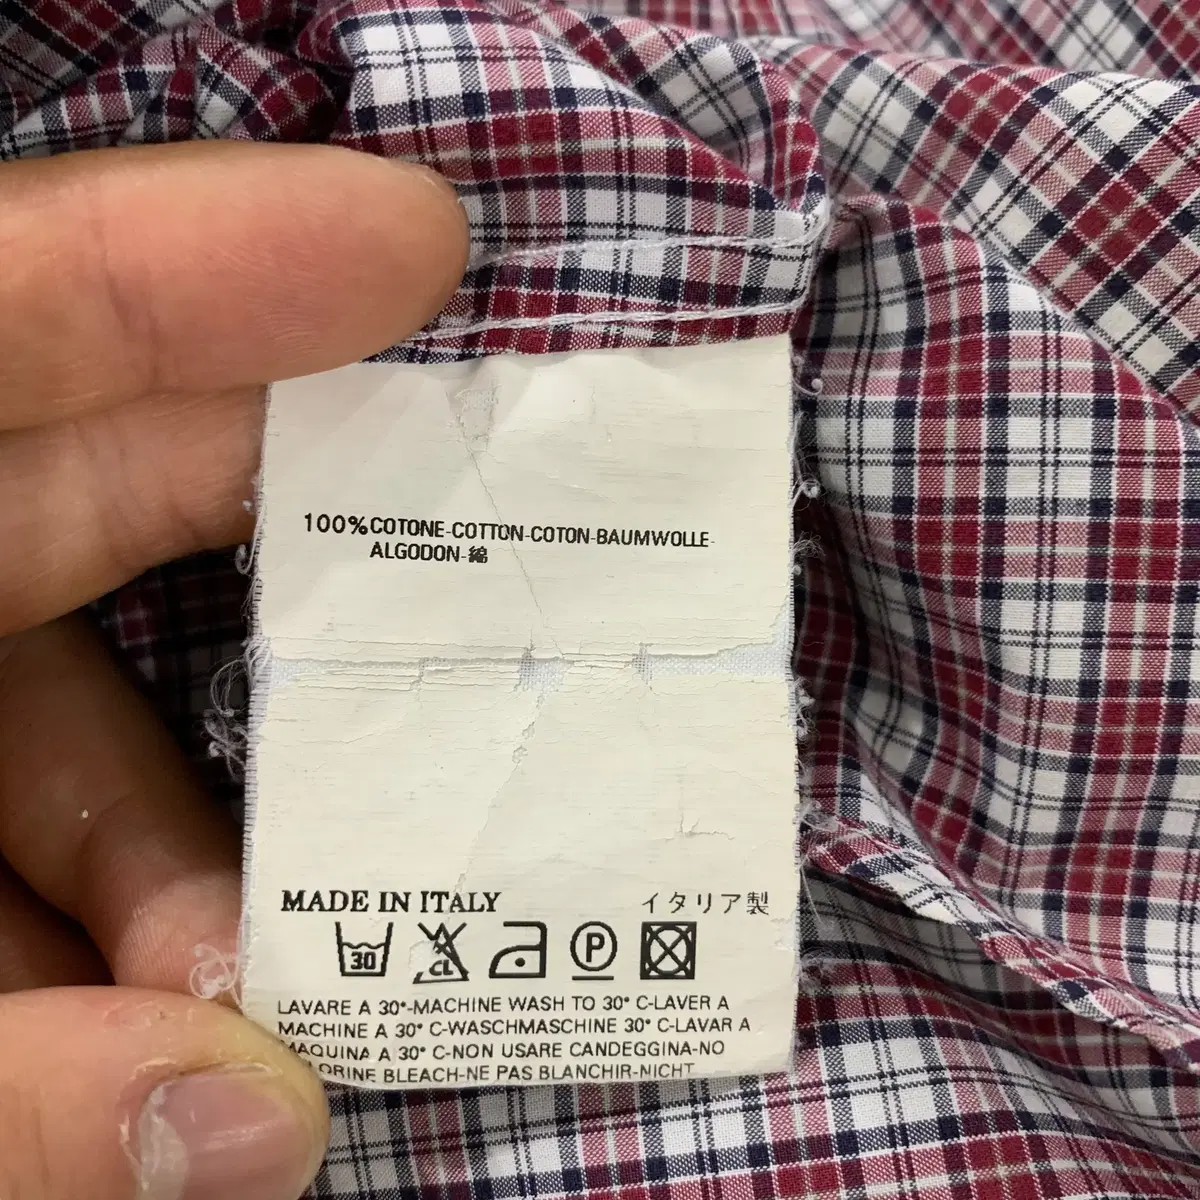 100%COTONE-COTTON-COTON-BAUMWOLLE-
ALGODON-綿
MADE IN ITALY イタリア製
30 CL P
LAVARE A 30°-MACHINE WASH TO 30° C-LAVER A
MACHINE A 30° C-WASCHMASCHINE 30° C-LAVAR A
MAQUINA A 30° C-NON USARE CANDEGGINA-NO
BLEACH-NE PAS BLANCHIR-NICHT